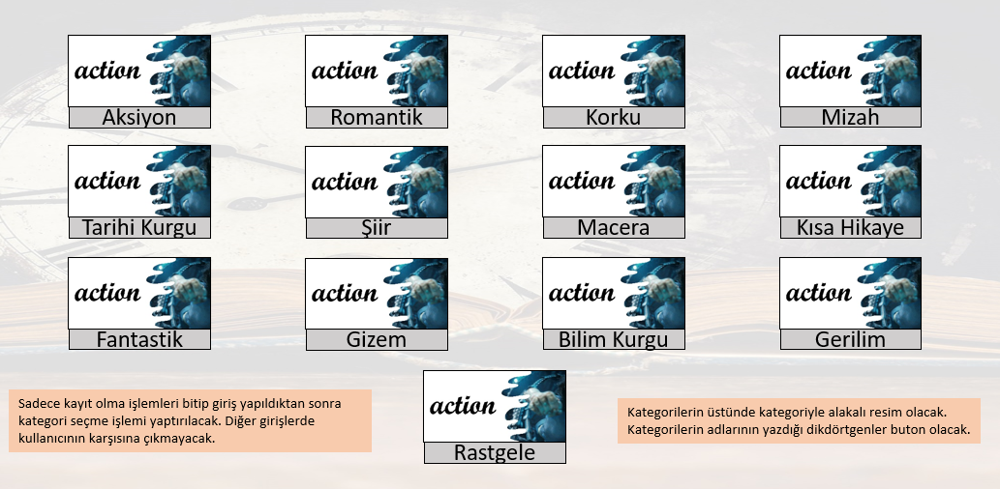 action action action action
Aksiyon Romantik Korku Mizah
action action action action
Tarihi Kurgu Şiir Macera Kısa Hikaye
action action action action
Fantastik Gizem Bilim Kurgu Gerilim
action
Rastgele
Sadece kayıt olma işlemleri bitip giriş yapıldıktan sonra
kategori seçme işlemi yaptırılacak. Diğer girişlerde
kullanıcının karşısına çıkmayacak.
Kategorilerin üstünde kategoriyle alakalı resim olacak.
Kategorilerin adlarının yazdığı dikdörtgenler buton olacak.